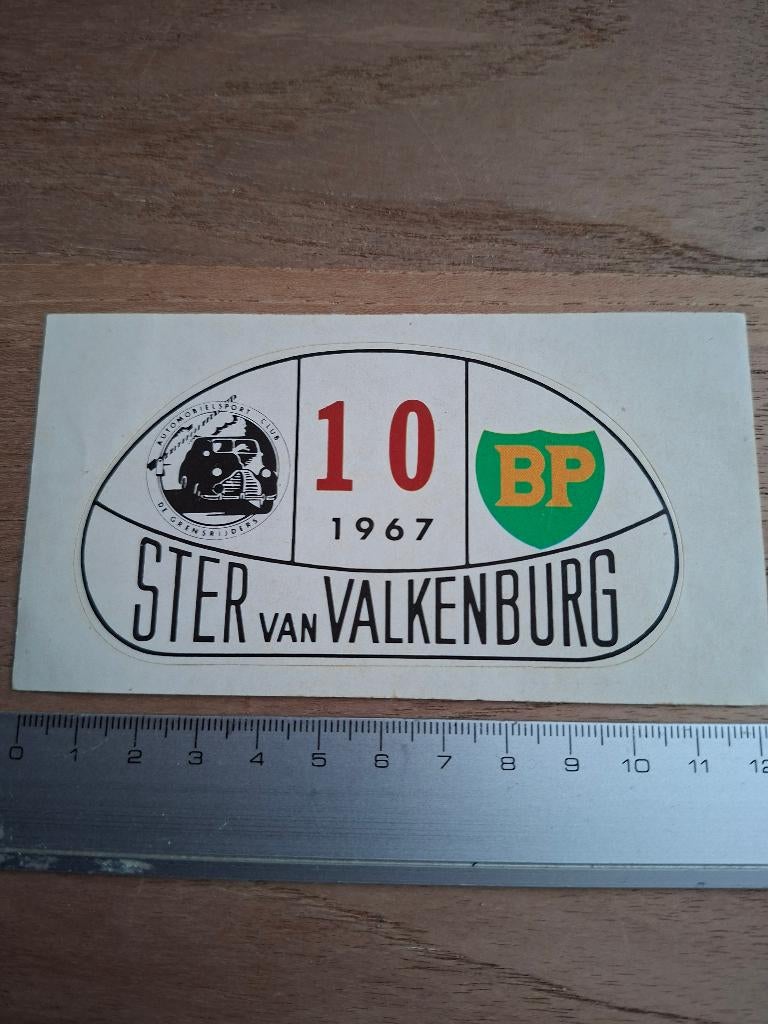 AUTOMOBIELSPORT CLUB
DE GRENSRIJDERS
10
1967
BP
STER VAN VALKENBURG
0 1 2 3 4 5 6 7 8 9 10 11 12